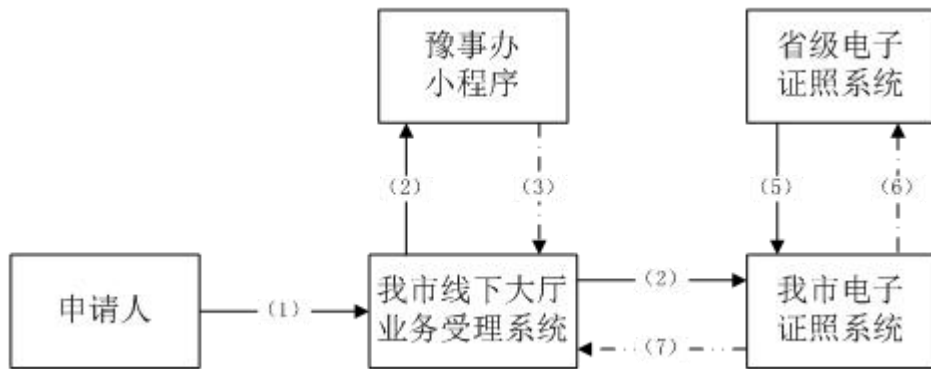 豫事办
小程序
省级电子
证照系统
(2)
(3)
(5)
(6)
申请人
(1)
我市线下大厅
业务受理系统
(2)
(7)
我市电子
证照系统